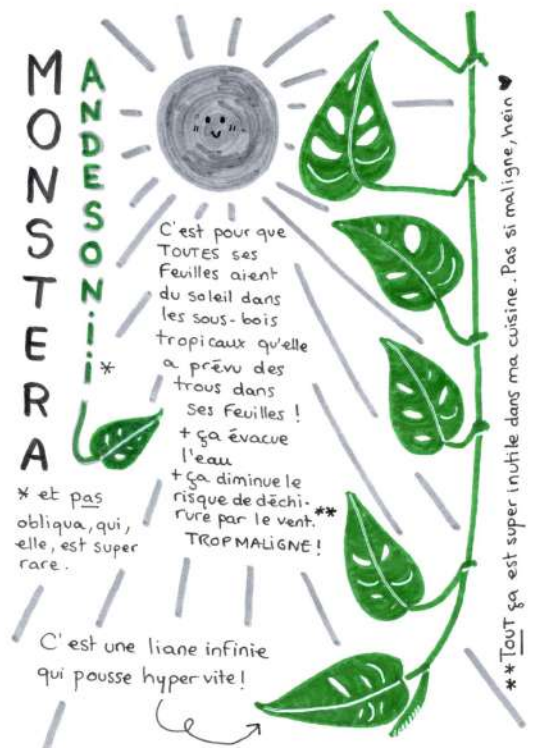 MONSTERA
ANDESONii*
C'est pour que
TOUTES ses
Feuilles aient
du soleil dans
les sous-bois
tropicaux qu'elle
a prévu des
trous dans
ses Feuilles !
+ ça évacue
l'eau
+ ça diminue le
risque de déchi-
rure par le vent.**
TROP MALIGNE !
* et pas
obliqua, qui,
elle, est super
rare.
C'est une liane infinie
qui pousse hyper vite !
**TOUT ça est super inutile dans ma cuisine. Pas si maligne, hein ♥